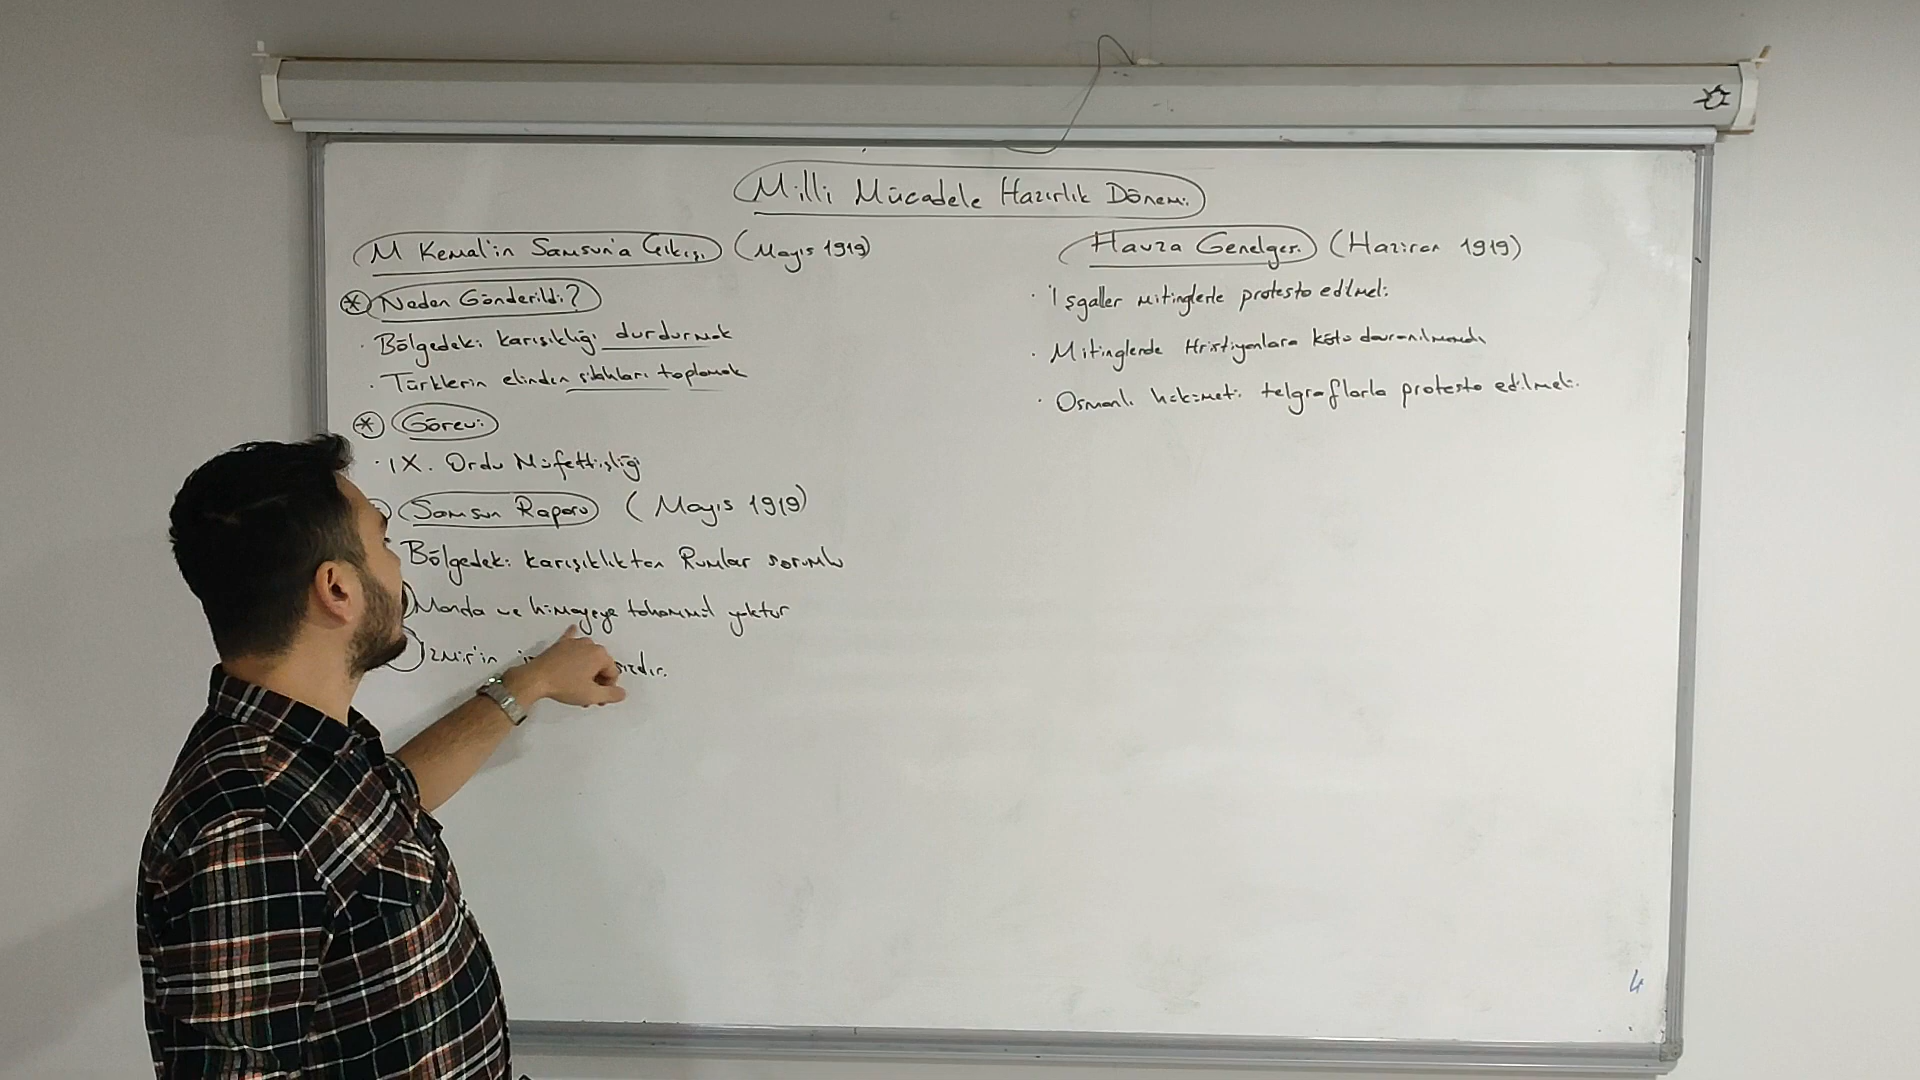 Milli Mücadele Hazırlık Dönemi
M Kemal'in Samsun'a Çıkışı (Mayıs 1919)
* Neden Gönderildi?
· Bölgedeki karışıklığı durdurmak
· Türklerin elinden silahları toplamak
* Görevi
· IX. Ordu Müfettişliği
Samsun Raporu (Mayıs 1919)
Bölgedeki karışıklıktan Rumlar sorumlu
Manda ve himayeye tahammül yoktur
İzmir'in
Havza Genelgesi (Haziran 1919)
· İşgaller mitinglerle protesto edilmeli
· Mitinglerde Hristiyanlara kötü davranılmamalı
· Osmanlı hükümeti telgraflarla protesto edilmeli.
4